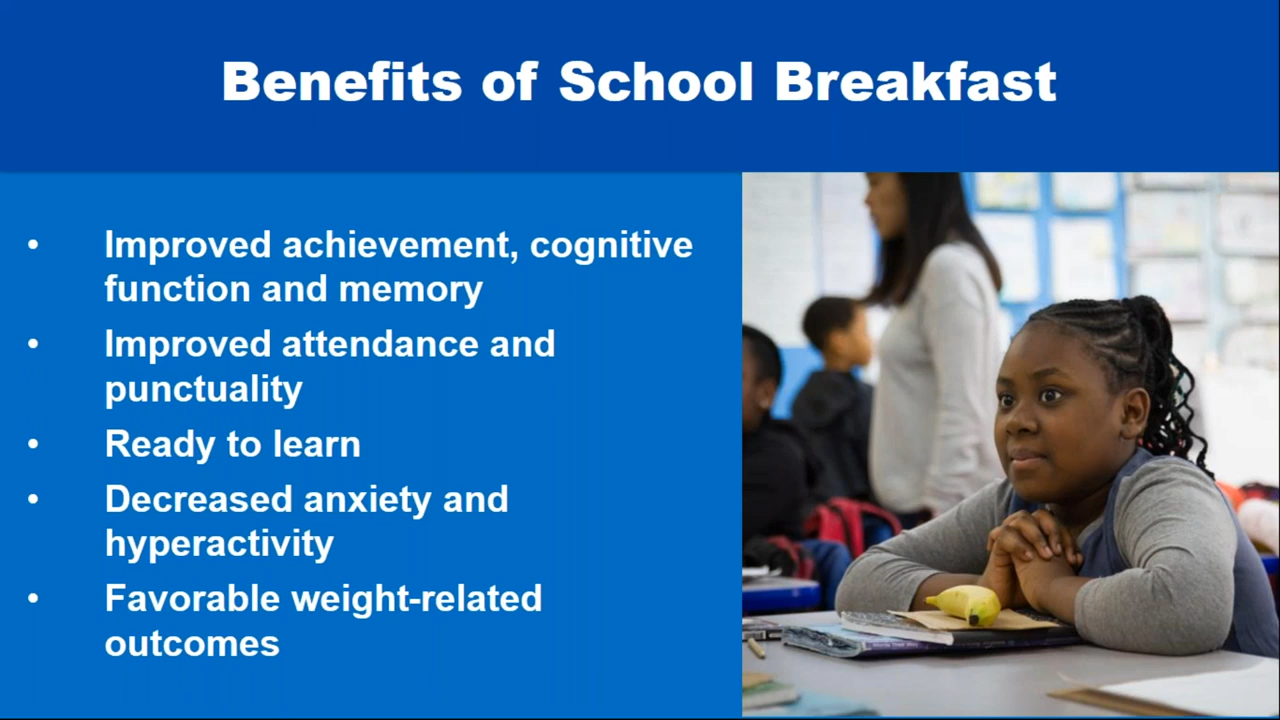 Benefits of School Breakfast
• Improved achievement, cognitive
function and memory
• Improved attendance and
punctuality
• Ready to learn
• Decreased anxiety and
hyperactivity
• Favorable weight-related
outcomes